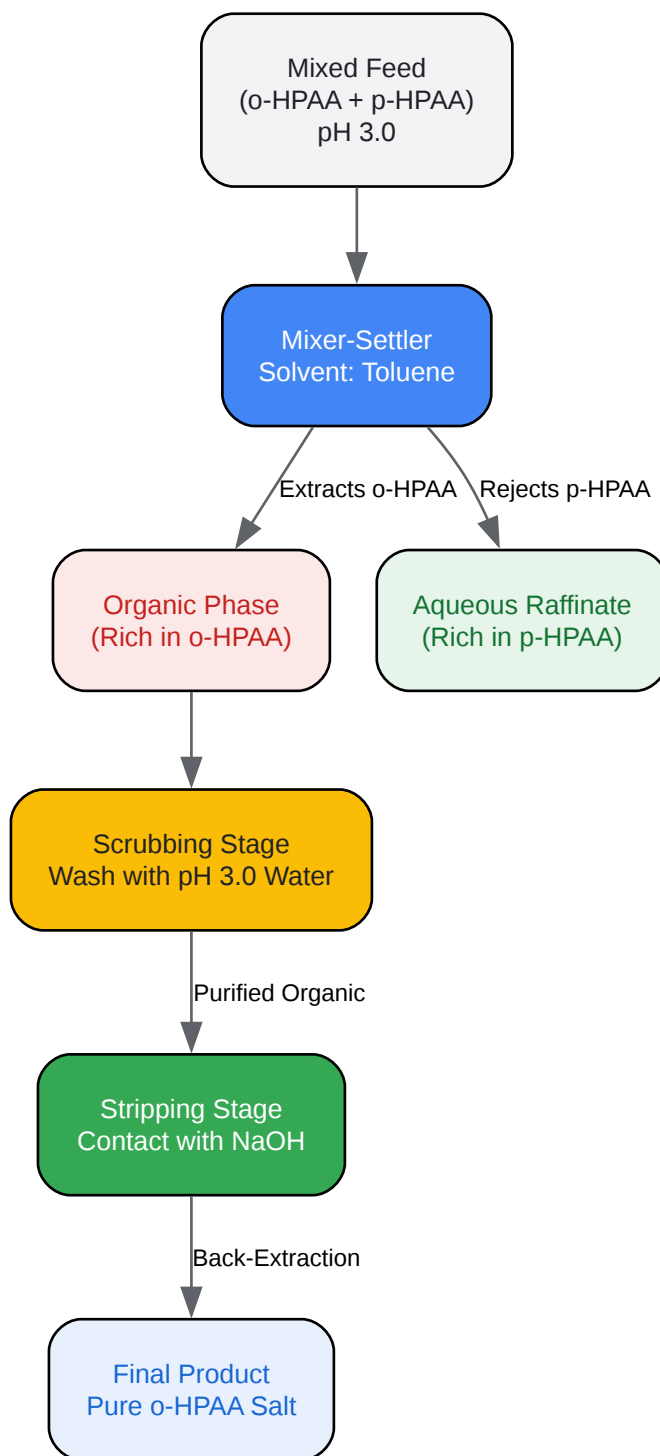 Mixed Feed
(o-HPAA + p-HPAA)
pH 3.0
Mixer-Settler
Solvent: Toluene
Extracts o-HPAA
Rejects p-HPAA
Organic Phase
(Rich in o-HPAA)
Aqueous Raffinate
(Rich in p-HPAA)
Scrubbing Stage
Wash with pH 3.0 Water
Purified Organic
Stripping Stage
Contact with NaOH
Back-Extraction
Final Product
Pure o-HPAA Salt